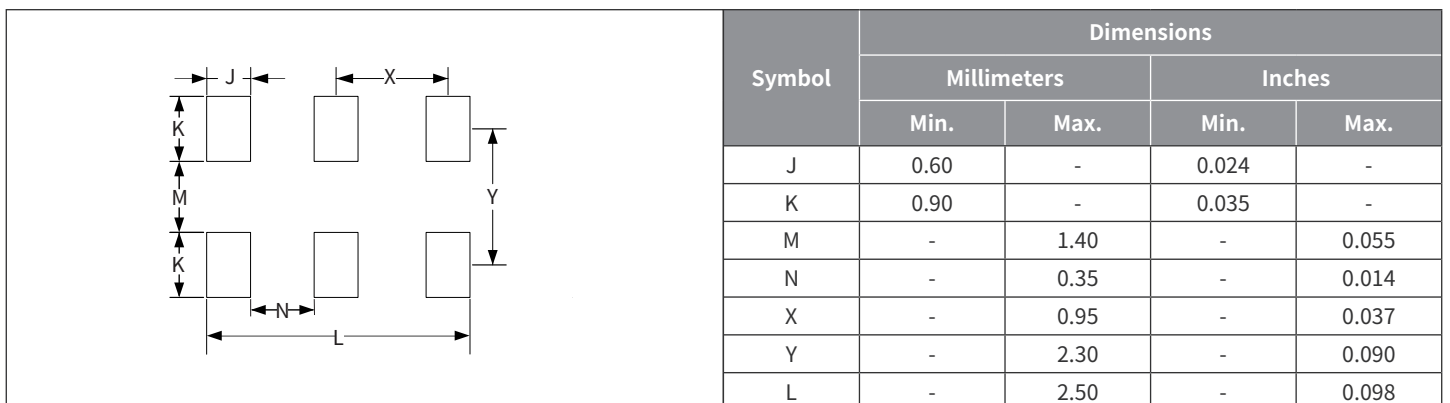 J
X
K
M
Y
K
N
L
Dimensions
Symbol Millimeters Inches
Min. Max. Min. Max.
J 0.60 - 0.024 -
K 0.90 - 0.035 -
M - 1.40 - 0.055
N - 0.35 - 0.014
X - 0.95 - 0.037
Y - 2.30 - 0.090
L - 2.50 - 0.098